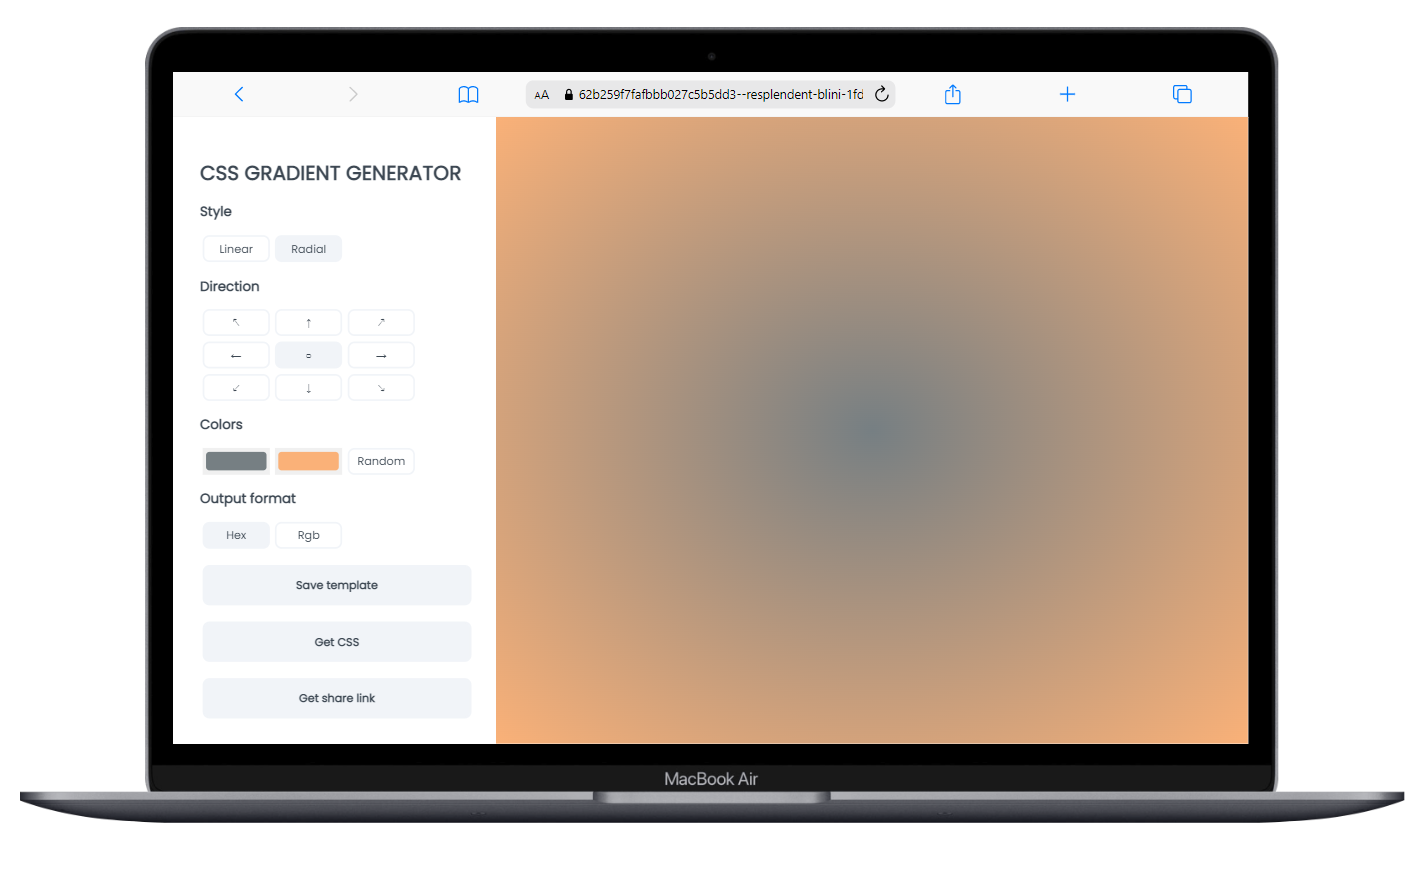 AA 62b259f7fafbbb027c5b5dd3--resplendent-blini-1fd
CSS GRADIENT GENERATOR
Style
Linear Radial
Direction
↖ ↑ ↗
← ▫ →
↙ ↓ ↘
Colors
Random
Output format
Hex Rgb
Save template
Get CSS
Get share link
MacBook Air